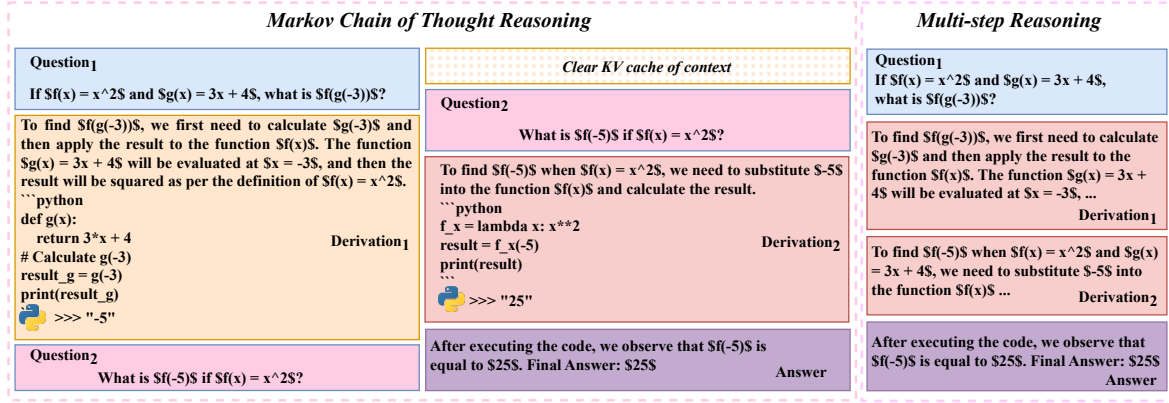 Markov Chain of Thought Reasoning
Question1
If $f(x) = x^2$ and $g(x) = 3x + 4$, what is $f(g(-3))$?
To find $f(g(-3))$, we first need to calculate $g(-3)$ and
then apply the result to the function $f(x)$. The function
$g(x) = 3x + 4$ will be evaluated at $x = -3$, and then the
result will be squared as per the definition of $f(x) = x^2$.
```python
def g(x):
return 3*x + 4
Derivation1
# Calculate g(-3)
result_g = g(-3)
print(result_g)
```
>>> "-5"
Question2
What is $f(-5)$ if $f(x) = x^2$?
Clear KV cache of context
Question2
What is $f(-5)$ if $f(x) = x^2$?
To find $f(-5)$ when $f(x) = x^2$, we need to substitute $-5$
into the function $f(x)$ and calculate the result.
```python
f_x = lambda x: x**2
result = f_x(-5)
Derivation2
print(result)
```
>>> "25"
After executing the code, we observe that $f(-5)$ is
equal to $25$. Final Answer: $25$
Answer
Multi-step Reasoning
Question1
If $f(x) = x^2$ and $g(x) = 3x + 4$,
what is $f(g(-3))$?
To find $f(g(-3))$, we first need to calculate
$g(-3)$ and then apply the result to the
function $f(x)$. The function $g(x) = 3x +
4$ will be evaluated at $x = -3$, ...
Derivation1
To find $f(-5)$ when $f(x) = x^2$ and $g(x)
= 3x + 4$, we need to substitute $-5$ into
the function $f(x)$ ...
Derivation2
After executing the code, we observe that
$f(-5)$ is equal to $25$. Final Answer: $25$
Answer